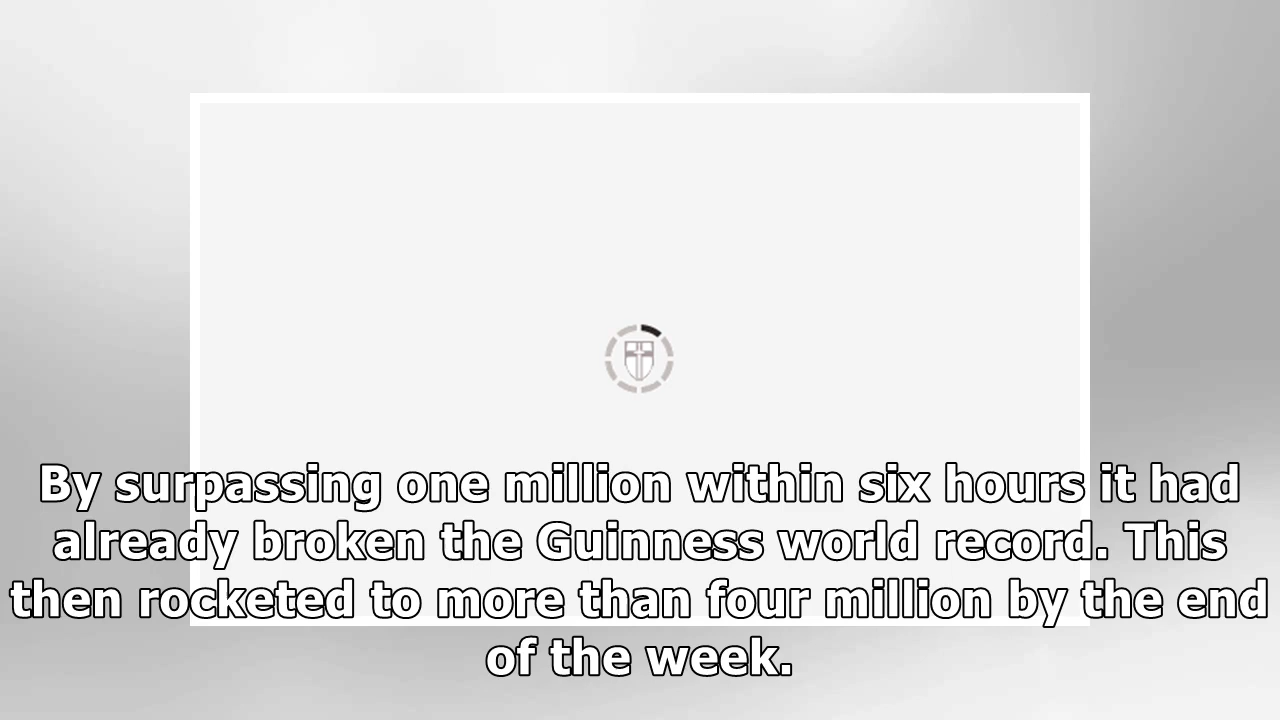 By surpassing one million within six hours it had
already broken the Guinness world record. This
then rocketed to more than four million by the end
of the week.